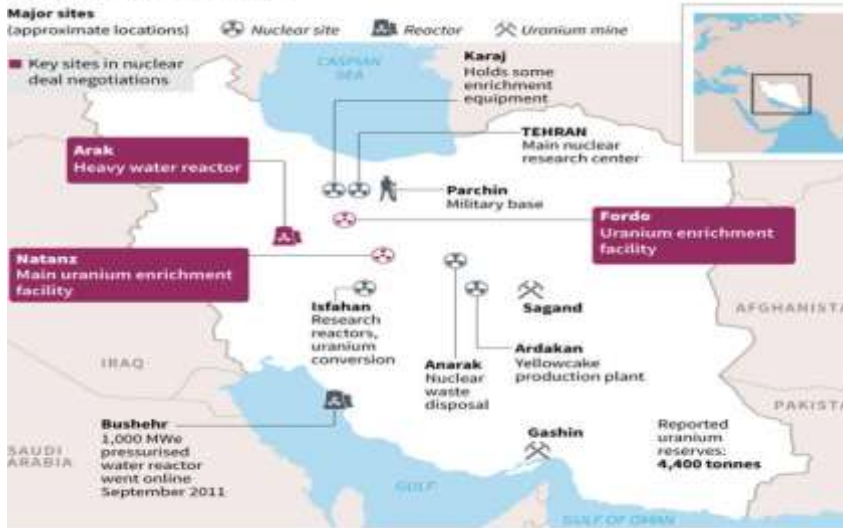 Major sites
(approximate locations)
Nuclear site
Reactor
Uranium mine
Key sites in nuclear
deal negotiations
CASPIAN
SEA
Karaj
Holds some
enrichment
equipment
TEHRAN
Main nuclear
research center
Arak
Heavy water reactor
Parchin
Military base
Fordo
Uranium enrichment
facility
Natanz
Main uranium enrichment
facility
Isfahan
Research
reactors,
uranium
conversion
Sagand
AFGHANISTA
Anarak
Nuclear
waste
disposal
Ardakan
Yellowcake
production plant
IRAQ
PAKISTA
Bushehr
1,000 MWe
pressurised
water reactor
went online
September 2011
Gashin
Reported
uranium
reserves:
4,400 tonnes
SAUDI
ARABIA
GULF
GULF OF OMAN